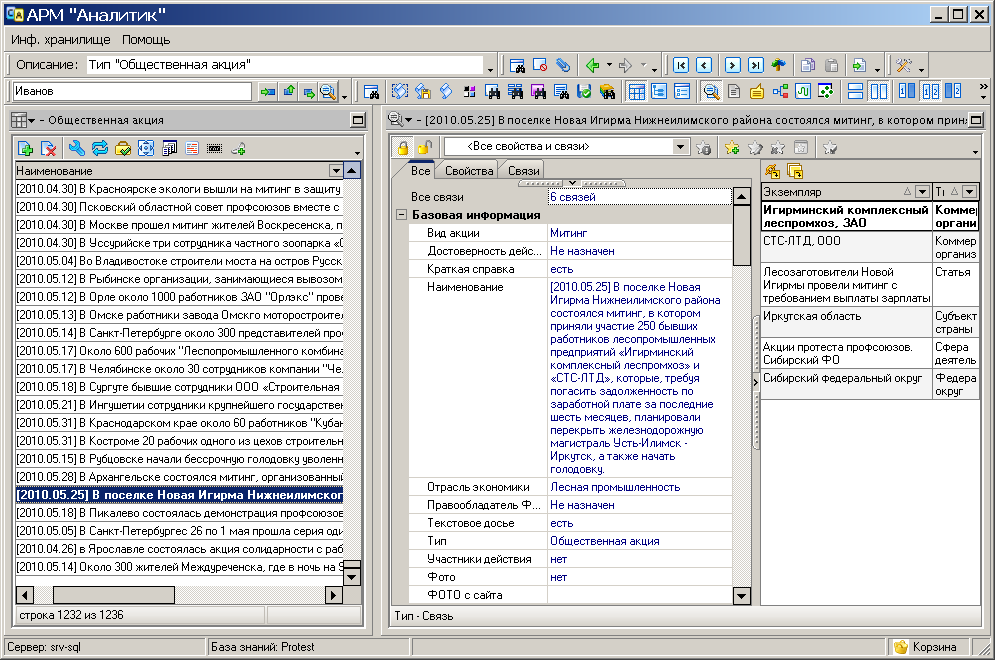 АРМ "Аналитик"
Инф. хранилище Помощь
Описание: Тип "Общественная акция"
Иванов
- Общественная акция
Наименование
[2010.04.30] В Красноярске экологи вышли на митинг в защиту
[2010.04.30] Псковский областной совет профсоюзов вместе с
[2010.04.30] В Москве прошел митинг жителей Воскресенска, п
[2010.04.30] В Уссурийске три сотрудника частного зоопарка «О
[2010.05.04] Во Владивостоке строители моста на остров Русск
[2010.05.12] В Рыбинске организации, занимающиеся вывозом
[2010.05.12] В Орле около 1000 работников ЗАО "Орлэкс" прове
[2010.05.13] В Омске работники завода Омскго моторостроител
[2010.05.14] В Санкт-Петербурге около 300 представителей про
[2010.05.17] Около 600 рабочих "Леспопромышленного комбина
[2010.05.17] В Челябинске около 30 сотрудников компании "Че
[2010.05.18] В Сургуте бывшие сотрудники ООО «Строительная
[2010.05.21] В Ингушетии сотрудники крупнейшего государствен
[2010.05.31] В Краснодарском крае около 60 работников "Кубан
[2010.05.31] В Костроме 20 рабочих одного из цехов строительн
[2010.05.15] В Рубцовске начали бессрочную голодовку уволенн
[2010.05.28] В Архангельске состоялся митинг, организованный
[2010.05.25] В поселке Новая Игирма Нижнеилимског
[2010.05.18] В Пикалево состоялась демонстрация профсоюзов
[2010.05.05] В Санкт-Петербургес 26 по 1 мая прошла серия оди
[2010.04.26] в Ярославле состоялась акция солидарности с раб
[2010.05.14] Около 300 жителей Междуреченска, где в ночь на 9
строка 1232 из 1236
- [2010.05.25] В поселке Новая Игирма Нижнеилимского района состоялся митинг, в котором прин
<Все свойства и связи>
Все Свойства Связи
Все связи 6 связей
Базовая информация
Вид акции Митинг
Достоверность дейс... Не назначен
Краткая справка есть
Наименование [2010.05.25] В поселке Новая
Игирма Нижнеилимского района
состоялся митинг, в котором
приняли участие 250 бывших
работников лесопромышленных
предприятий «Игирминский
комплексный леспромхоз» и
«СТС-ЛТД», которые, требуя
погасить задолженность по
заработной плате за последние
шесть месяцев, планировали
перекрыть железнодорожную
магистраль Усть-Илимск -
Иркутск, а также начать
голодовку.
Отрасль экономики Лесная промышленность
Правообладатель Ф... Не назначен
Текстовое досье есть
Тип Общественная акция
Участники действия нет
Фото нет
ФОТО с сайта
Тип - Связь
Экземпляр Ти
Игирминский комплексный Коммер
леспромхоз, ЗАО органи
СТС-ЛТД, ООО Коммер
организ
Лесозаготовители Новой Статья
Игирмы провели митинг с
требованием выплаты зарплаты
Иркутская область Субъект
страны
Акции протеста профсоюзов. Сфера
Сибирский ФО деятель
Сибирский федеральный округ Федера
округ
Сервер: srv-sql База знаний: Protest Корзина